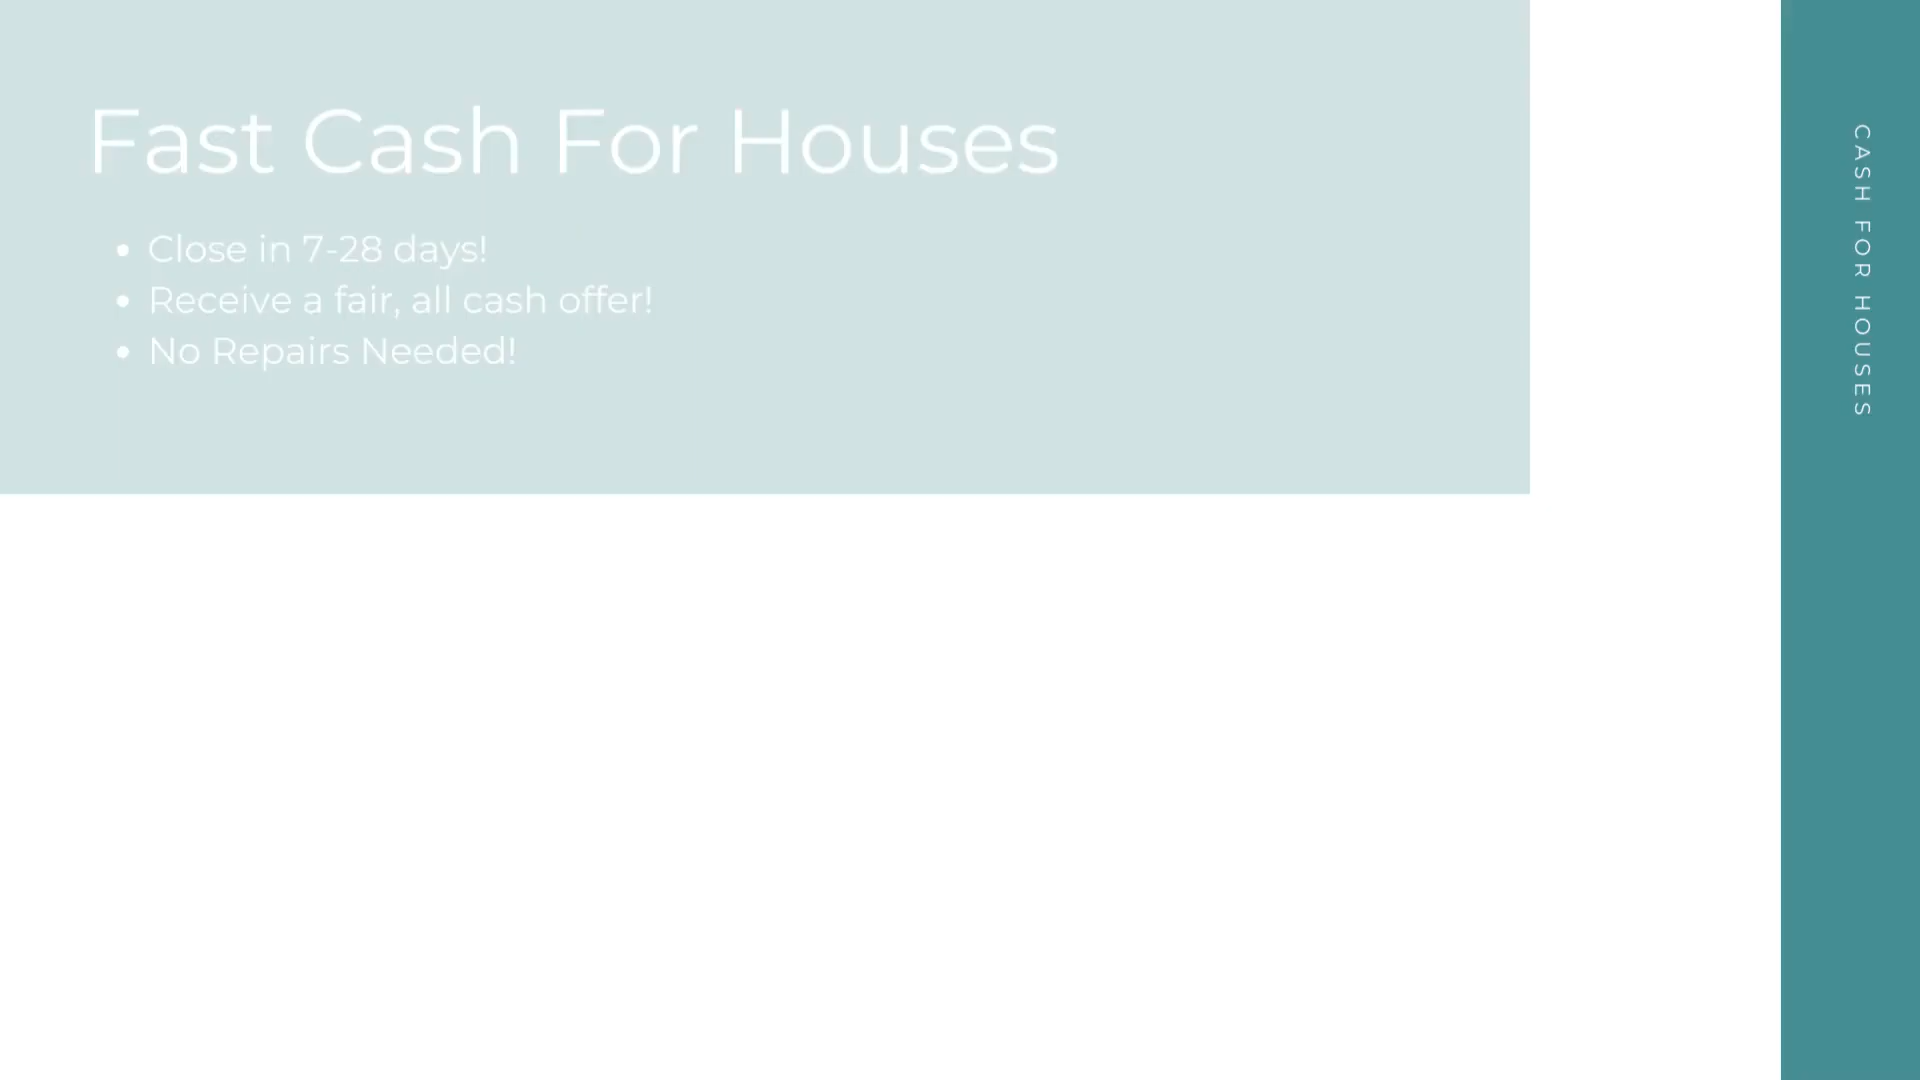 Fast Cash For Houses
• Close in 7-28 days!
• Receive a fair, all cash offer!
• No Repairs Needed!
CASH FOR HOUSES